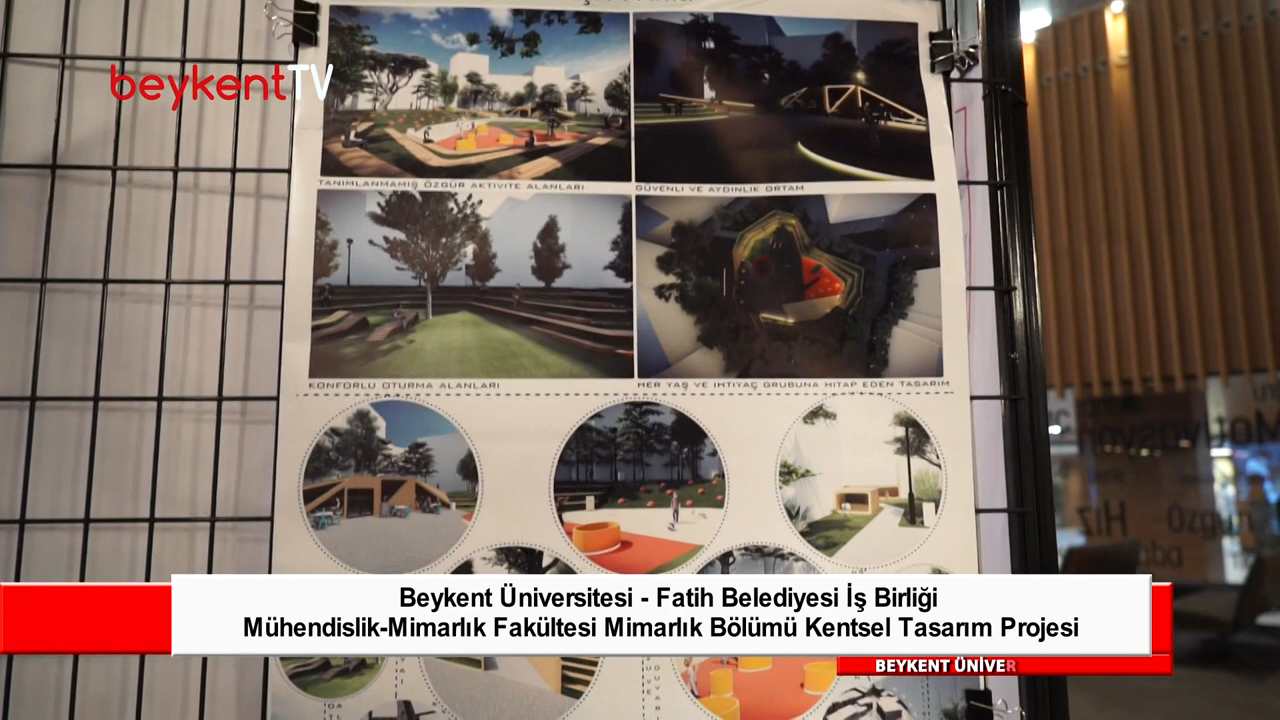 beykentTV
TANIMLANMAMIŞ ÖZGÜR AKTİVİTE ALANLARI
GÜVENLİ VE AYDINLIK ORTAM
KONFORLU OTURMA ALANLARI
HER YAŞ VE İHTİYAÇ GRUBUNA HİTAP EDEN TASARIM
Motivasyon
Hız
Beykent Üniversitesi - Fatih Belediyesi İş Birliği
Mühendislik-Mimarlık Fakültesi Mimarlık Bölümü Kentsel Tasarım Projesi
BEYKENT ÜNİVER